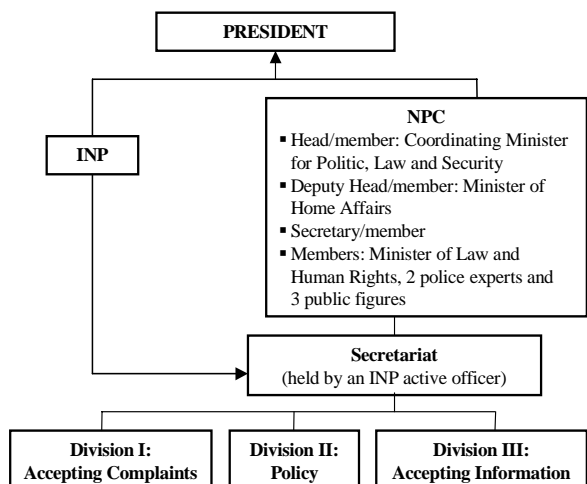 PRESIDENT
INP
NPC
▪ Head/member: Coordinating Minister
for Politic, Law and Security
▪ Deputy Head/member: Minister of
Home Affairs
▪ Secretary/member
▪ Members: Minister of Law and
Human Rights, 2 police experts and
3 public figures
Secretariat
(held by an INP active officer)
Division I:
Accepting Complaints
Division II:
Policy
Division III:
Accepting Information